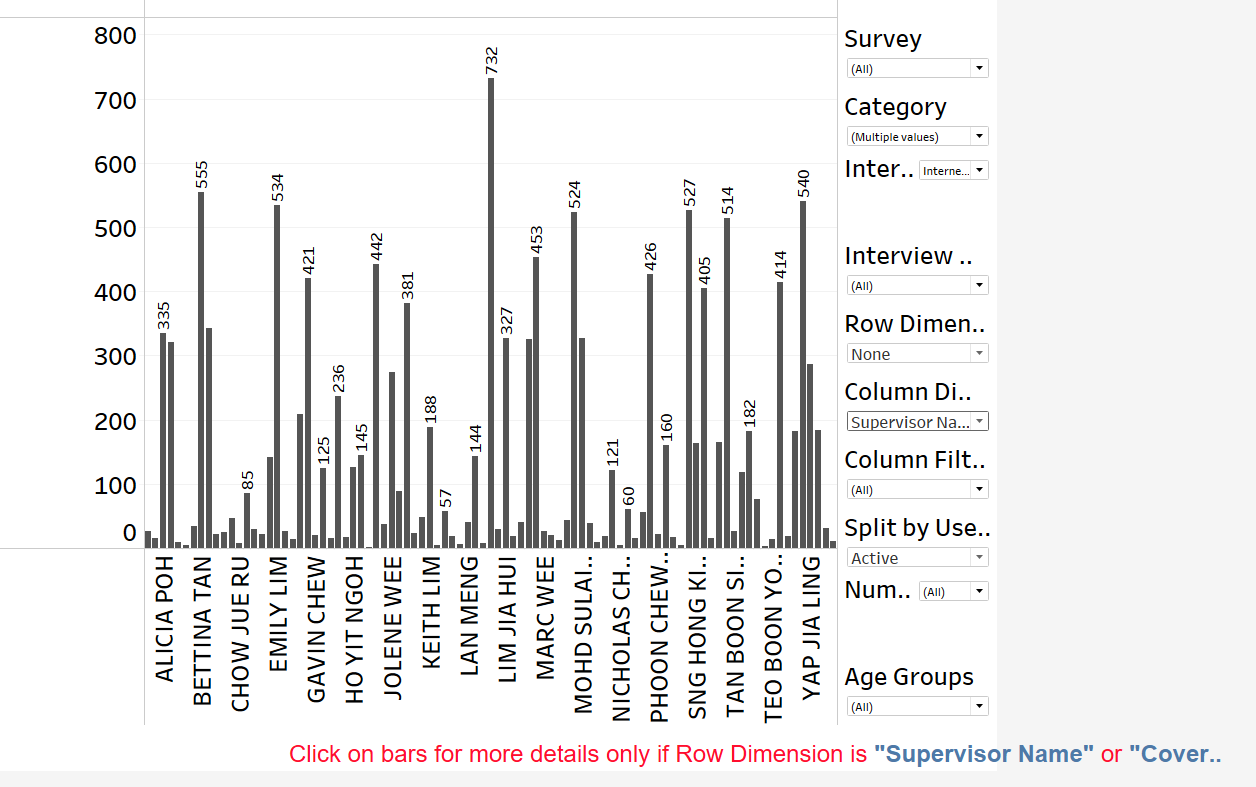 800
700
600
500
400
300
200
100
0
335
555
85
534
421
125
236
145
442
381
188
57
144
732
327
453
524
121
60
426
160
527
405
514
182
414
540
ALICIA POH
BETTINA TAN
CHOW JUE RU
EMILY LIM
GAVIN CHEW
HO YIT NGOH
JOLENE WEE
KEITH LIM
LAN MENG
LIM JIA HUI
MARC WEE
MOHD SULAI..
NICHOLAS CH..
PHOON CHEW..
SNG HONG KI..
TAN BOON SI..
TEO BOON YO..
YAP JIA LING
Survey
(All)
Category
(Multiple values)
Inter.. Interne...
Interview ..
(All)
Row Dimen..
None
Column Di..
Supervisor Na...
Column Filt..
(All)
Split by Use..
Active
Num.. (All)
Age Groups
(All)
Click on bars for more details only if Row Dimension is "Supervisor Name" or "Cover..